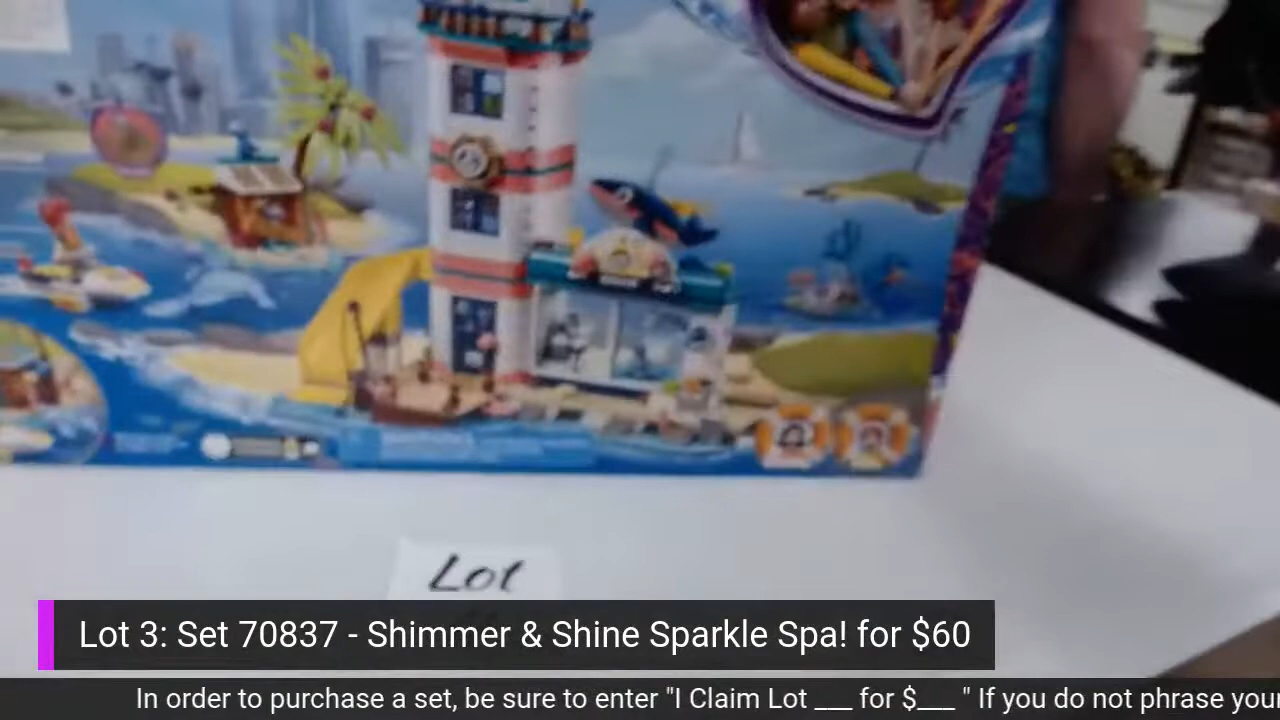 Lot
Lot 3: Set 70837 - Shimmer & Shine Sparkle Spa! for $60
In order to purchase a set, be sure to enter "I Claim Lot ___ for $___ " If you do not phrase your